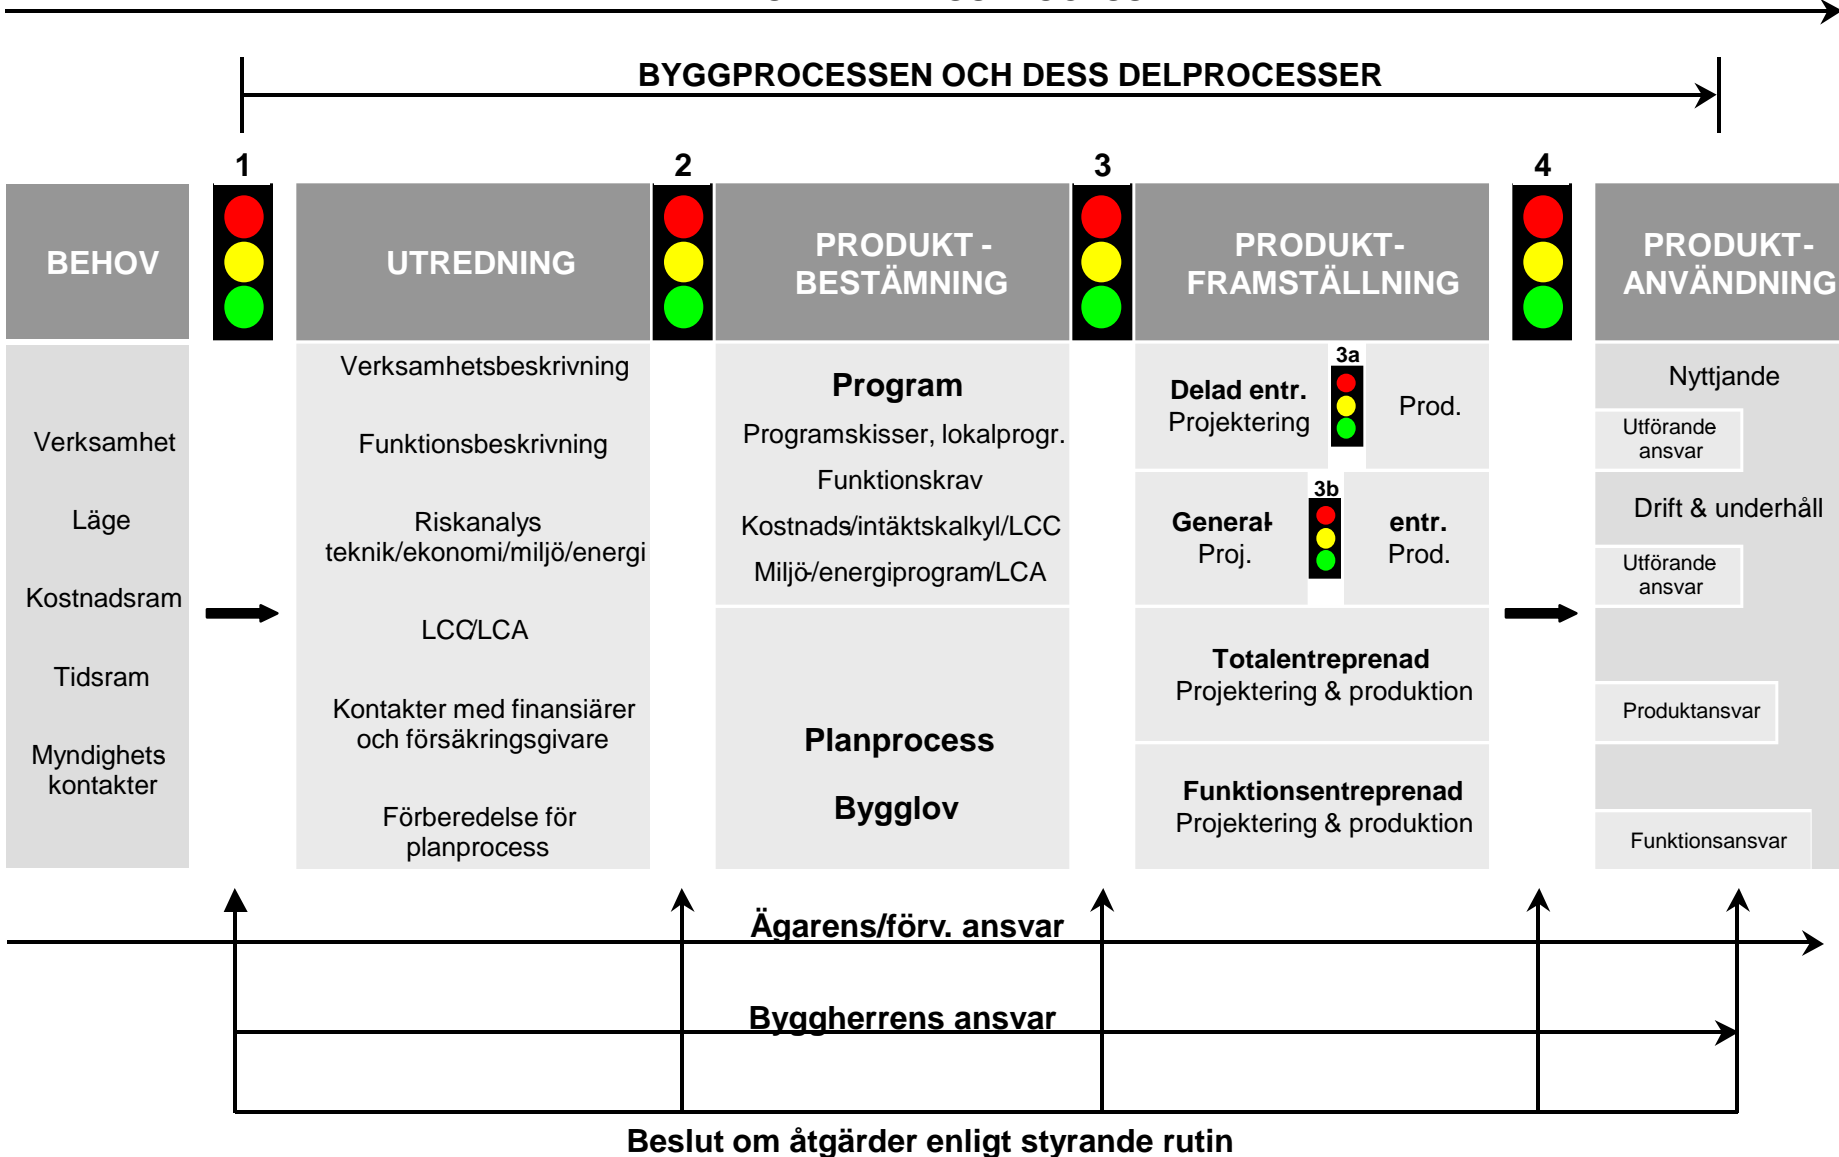 BYGGPROCESSEN OCH DESS DELPROCESSER
1
2
3
4
BEHOV
UTREDNING
PRODUKT -
BESTÄMNING
PRODUKT-
FRAMSTÄLLNING
PRODUKT-
ANVÄNDNING
Verksamhet
Läge
Kostnadsram
Tidsram
Myndighets
kontakter
Verksamhetsbeskrivning
Funktionsbeskrivning
Riskanalys
teknik/ekonomi/miljö/energi
LCC/LCA
Kontakter med finansiärer
och försäkringsgivare
Förberedelse för
planprocess
Program
Programskisser, lokalprogr.
Funktionskrav
Kostnads/intäktskalkyl/LCC
Miljö-/energiprogram/LCA
Planprocess
Bygglov
Delad entr.
Projektering
3a
Prod.
General-
Proj.
3b
entr.
Prod.
Totalentreprenad
Projektering & produktion
Funktionsentreprenad
Projektering & produktion
Nyttjande
Utförande
ansvar
Drift & underhåll
Utförande
ansvar
Produktansvar
Funktionsansvar
Ägarens/förv. ansvar
Byggherrens ansvar
Beslut om åtgärder enligt styrande rutin